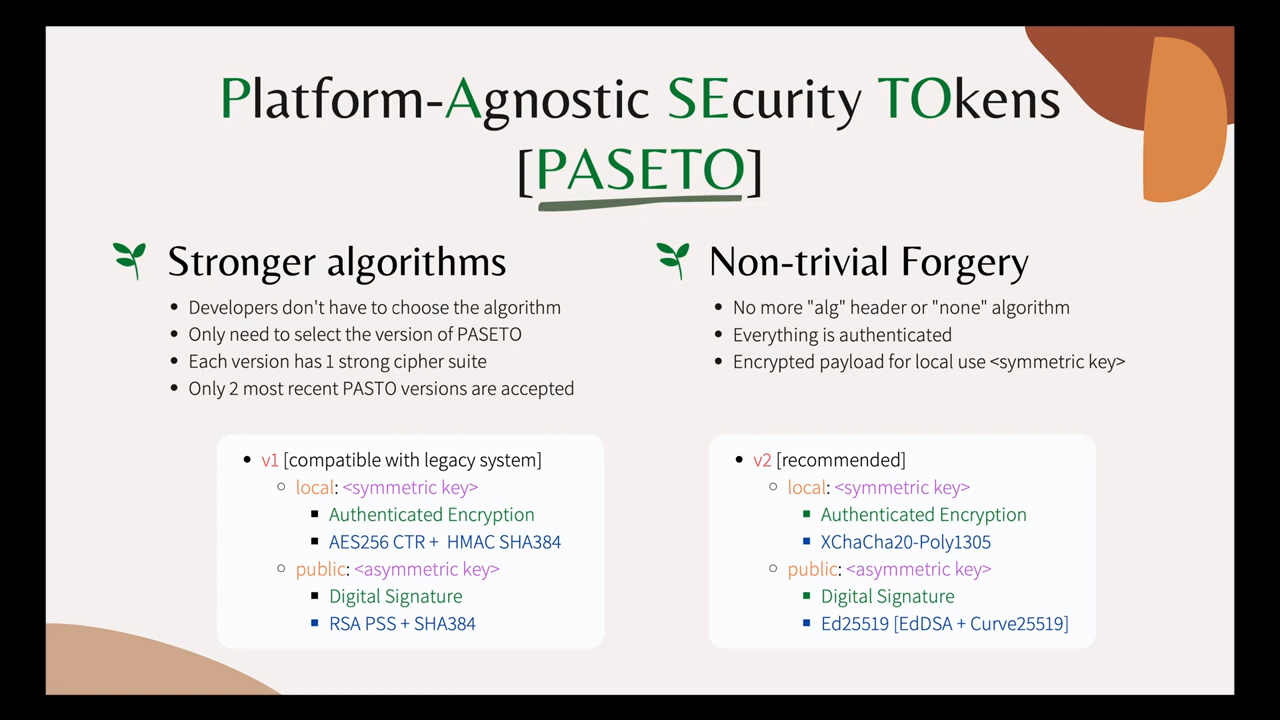 Platform-Agnostic SEcurity TOkens
[PASETO]
Stronger algorithms
• Developers don't have to choose the algorithm
• Only need to select the version of PASETO
• Each version has 1 strong cipher suite
• Only 2 most recent PASTO versions are accepted
Non-trivial Forgery
• No more "alg" header or "none" algorithm
• Everything is authenticated
• Encrypted payload for local use <symmetric key>
• v1 [compatible with legacy system]
○ local: <symmetric key>
▪ Authenticated Encryption
▪ AES256 CTR + HMAC SHA384
○ public: <asymmetric key>
▪ Digital Signature
▪ RSA PSS + SHA384
• v2 [recommended]
○ local: <symmetric key>
▪ Authenticated Encryption
▪ XChaCha20-Poly1305
○ public: <asymmetric key>
▪ Digital Signature
▪ Ed25519 [EdDSA + Curve25519]